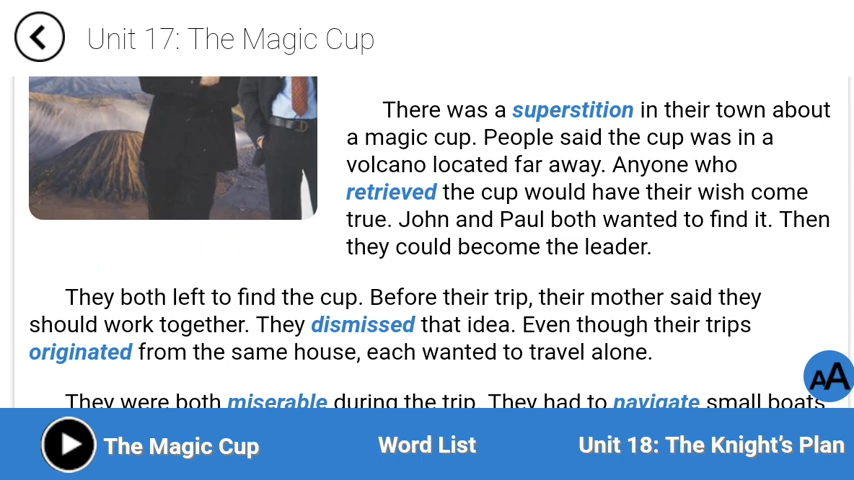 Unit 17: The Magic Cup
There was a superstition in their town about
a magic cup. People said the cup was in a
volcano located far away. Anyone who
retrieved the cup would have their wish come
true. John and Paul both wanted to find it. Then
they could become the leader.
They both left to find the cup. Before their trip, their mother said they
should work together. They dismissed that idea. Even though their trips
originated from the same house, each wanted to travel alone.
They were both miserable during the trip. They had to navigate small boats
AA
The Magic Cup
Word List
Unit 18: The Knight's Plan